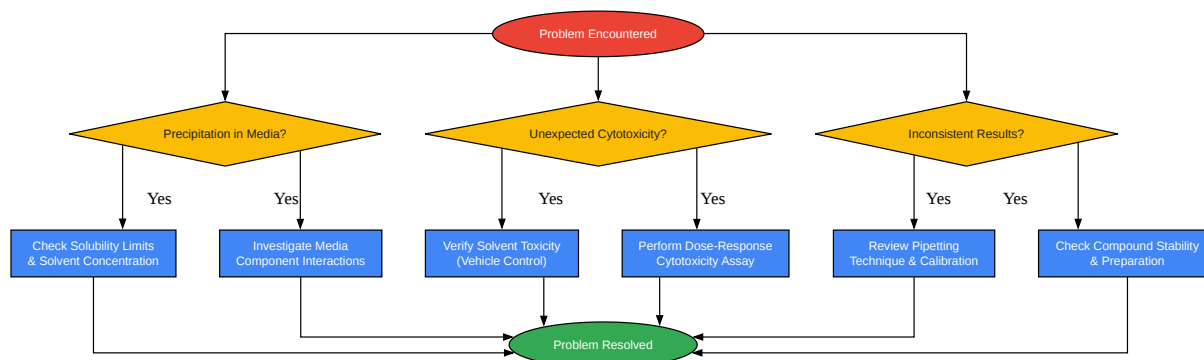 Problem Encountered
Precipitation in Media?
Unexpected Cytotoxicity?
Inconsistent Results?
Yes
Yes
Yes
Yes
Yes
Yes
Check Solubility Limits
& Solvent Concentration
Investigate Media
Component Interactions
Verify Solvent Toxicity
(Vehicle Control)
Perform Dose-Response
Cytotoxicity Assay
Review Pipetting
Technique & Calibration
Check Compound Stability
& Preparation
Problem Resolved